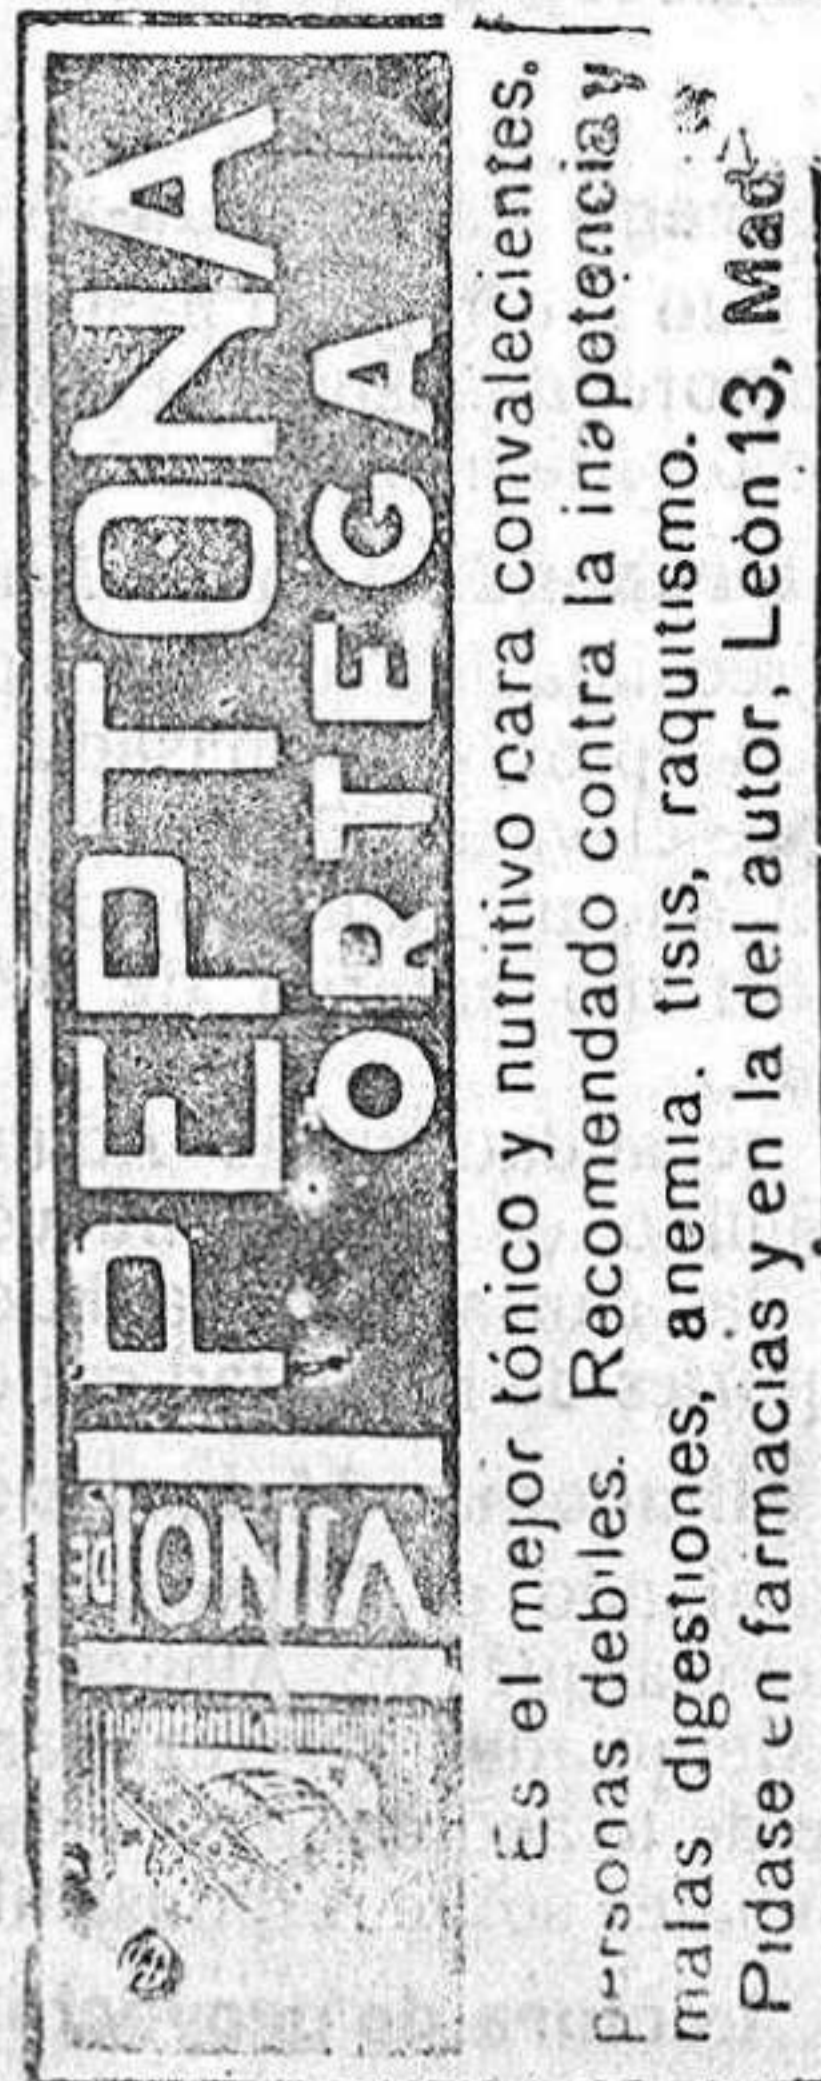 VINO DE
PEPTONA
ORTEGA
Es el mejor tónico y nutritivo para convalecientes,
personas debiles. Recomendado contra la inapetencia y
malas digestiones, anemia. tisis, raquitismo.
Pidase en farmacias y en la del autor, León 13, Mad